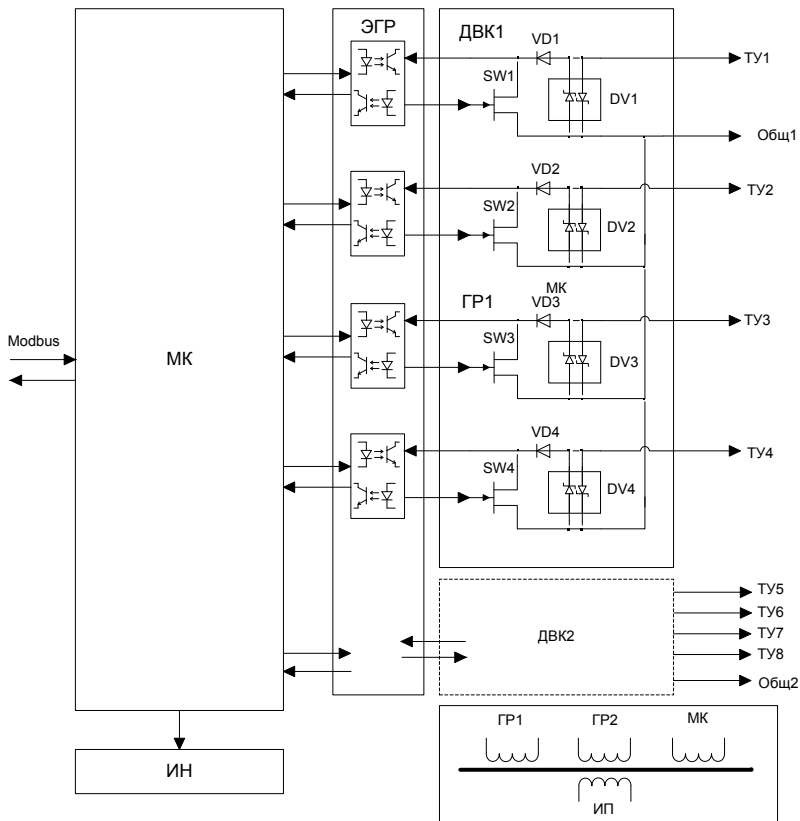 ЭГР
ДВК1
VD1
ТУ1
SW1
DV1
Общ1
VD2
ТУ2
SW2
DV2
МК
ГР1
VD3
ТУ3
SW3
DV3
Modbus
МК
VD4
ТУ4
SW4
DV4
ТУ5
ТУ6
ДВК2
ТУ7
ТУ8
Общ2
ГР1
ГР2
МК
ИН
ИП